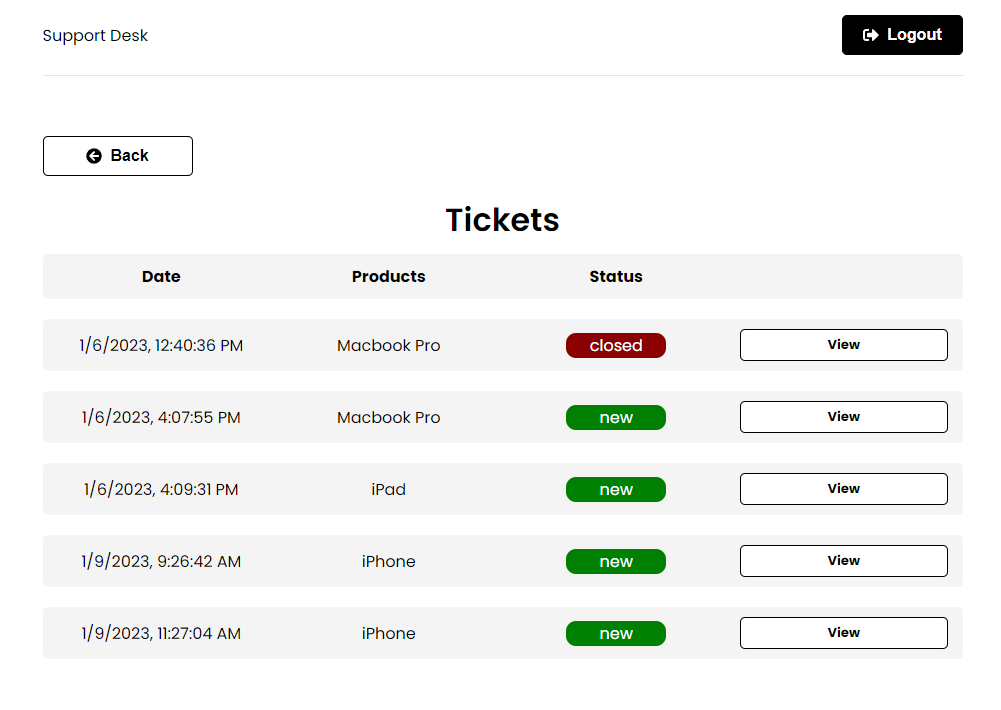 Support Desk
Logout
Back
Tickets
Date Products Status
1/6/2023, 12:40:36 PM Macbook Pro closed View
1/6/2023, 4:07:55 PM Macbook Pro new View
1/6/2023, 4:09:31 PM iPad new View
1/9/2023, 9:26:42 AM iPhone new View
1/9/2023, 11:27:04 AM iPhone new View